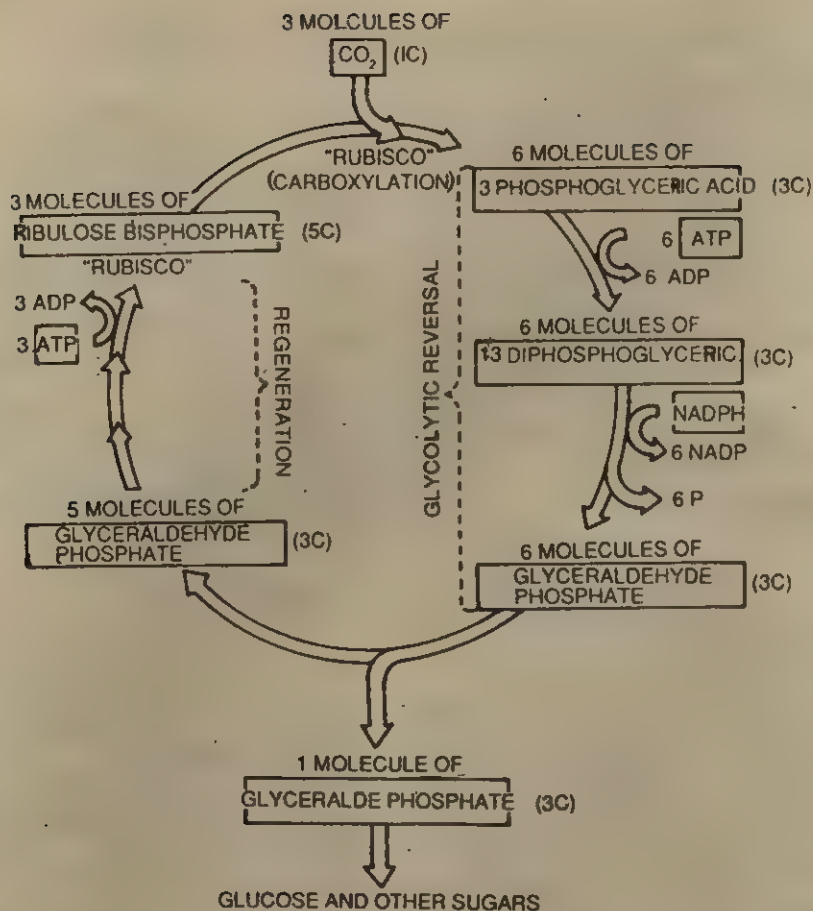 3 MOLCULES OF
CO₂ (IC)
"RUBISCO"
(CARBOXYLATION)
6 MOLECULES OF
3 PHOSPHOGLYCERIC ACID (3C)
6 ATP
6 ADP
6 MOLECULES OF
13 DIPHOSPHOGLYCERIC. (3C)
NADPH
6 NADP
6 P
6 MOLECULES OF
GLYCERALDEHYDE
PHOSPHATE (3C)
GLYCOLYTIC REVERSAL
3 MOLECULES OF
RIBULOSE BISPHOSPHATE (5C)
"RUBISCO"
3 ADP
3 ATP
REGENERATION
5 MOLECULES OF
GLYCERALDEHYDE
PHOSPHATE (3C)
1 MOLECULE OF
GLYCERALDE PHOSPHATE (3C)
GLUCOSE AND OTHER SUGARS